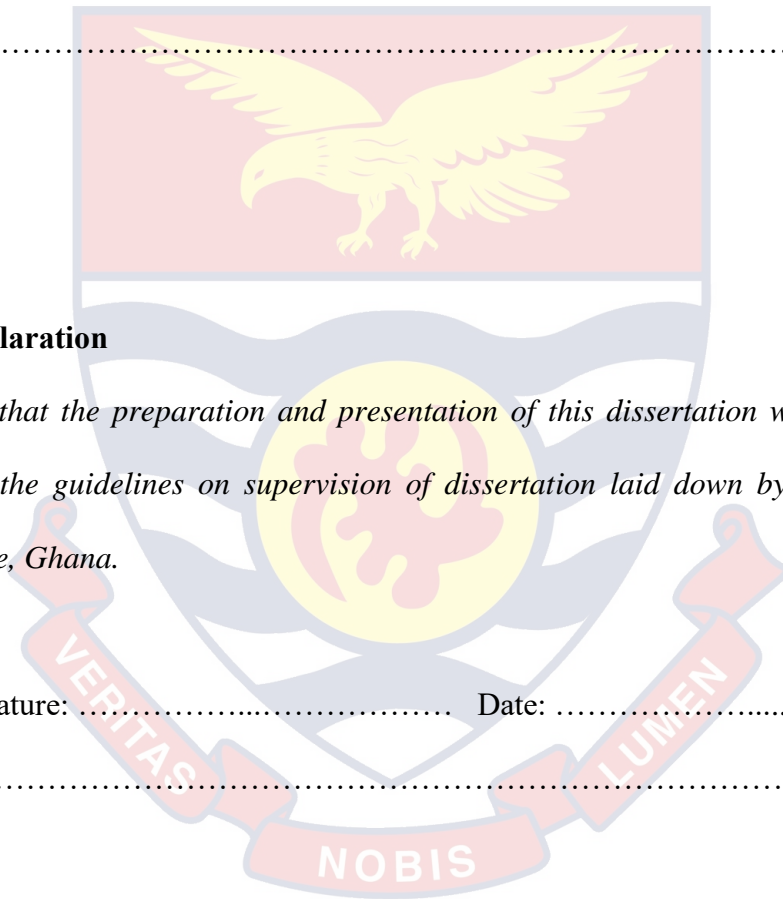 …………………………………………………………………………
laration
that the preparation and presentation of this dissertation w
the guidelines on supervision of dissertation laid down by
e, Ghana.
ature: ……………...……………… Date: ………………....
…………………………………………………………………………
VERITAS
NOBIS
LUMEN